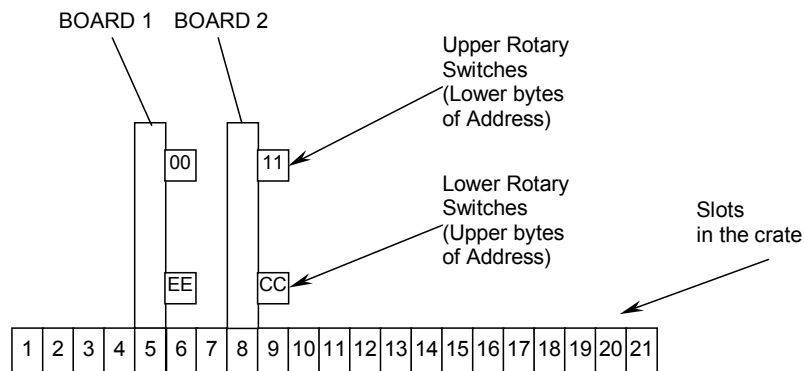 BOARD 1 BOARD 2
Upper Rotary
Switches
(Lower bytes
of Address)
00 11
Lower Rotary
Switches
(Upper bytes
of Address)
Slots
in the crate
EE CC
1 2 3 4 5 6 7 8 9 10 11 12 13 14 15 16 17 18 19 20 21